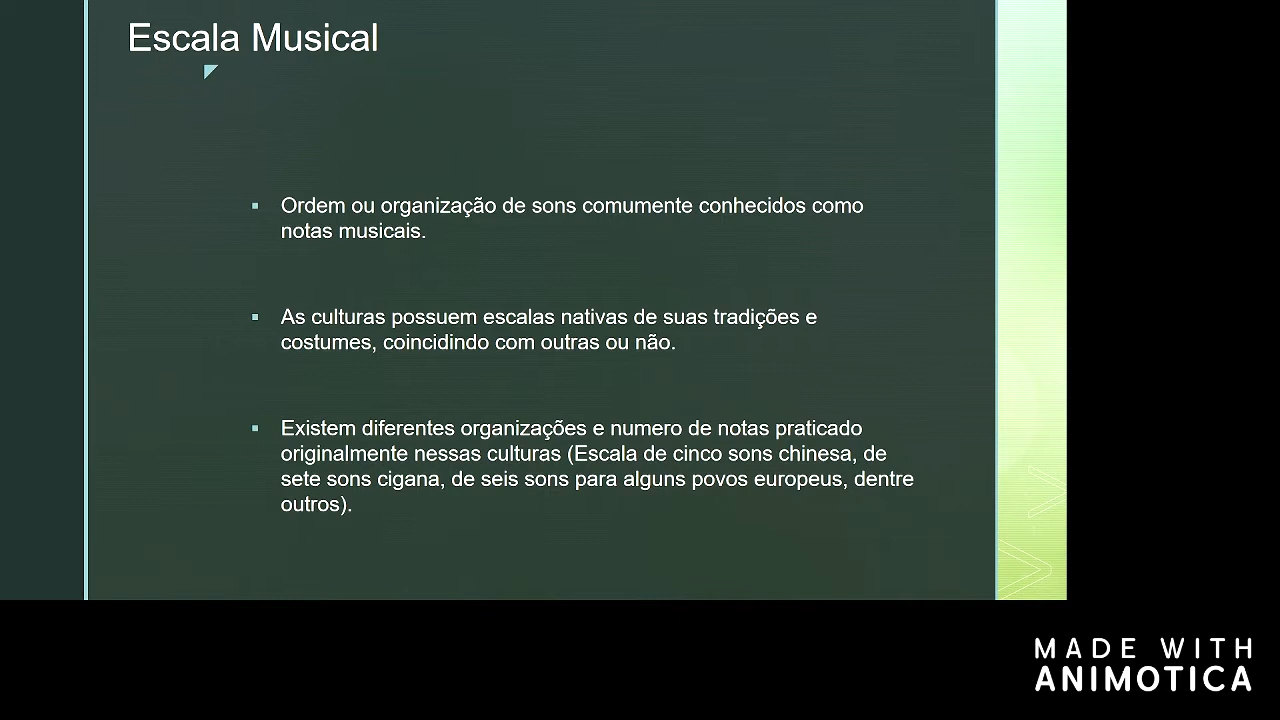 Escala Musical
Ordem ou organização de sons comumente conhecidos como
notas musicais.
As culturas possuem escalas nativas de suas tradições e
costumes, coincidindo com outras ou não.
Existem diferentes organizações e numero de notas praticado
originalmente nessas culturas (Escala de cinco sons chinesa, de
sete sons cigana, de seis sons para alguns povos europeus, dentre
outros).
MADE WITH
ANIMOTICA